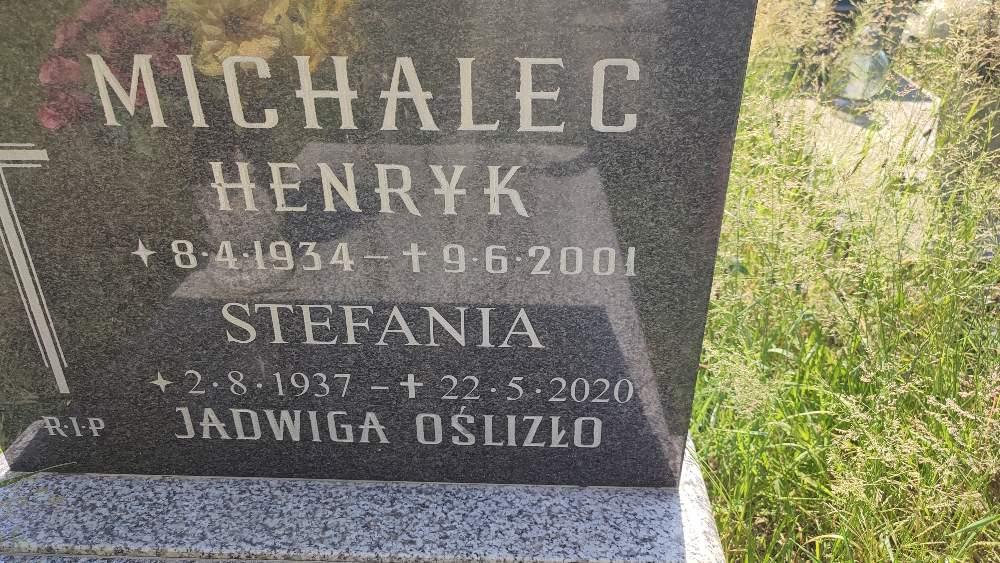 MICHALEC
HENRYK
8·4·1934 – † 9·6·2001
STEFANIA
2·8·1937 – † 22·5·2020
R·I·P
JADWIGA OŚLIZŁO